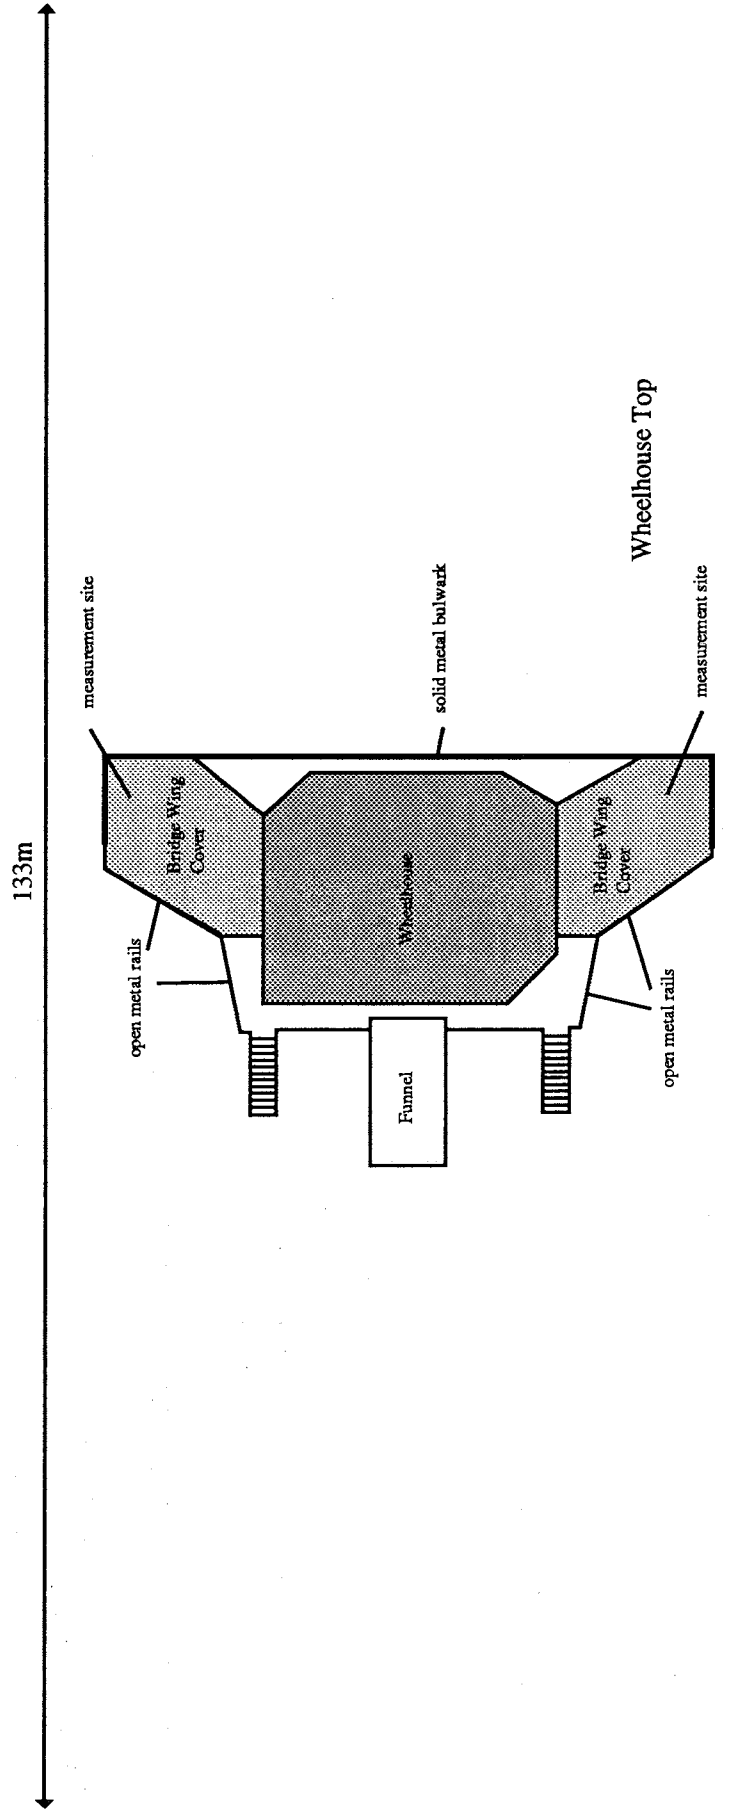 133m
measurement site
solid metal bulwark
measurement site
Wheelhouse Top
Bridge Wing
Cover
Wheelhouse
Bridge Wing
Cover
open metal rails
open metal rails
Funnel